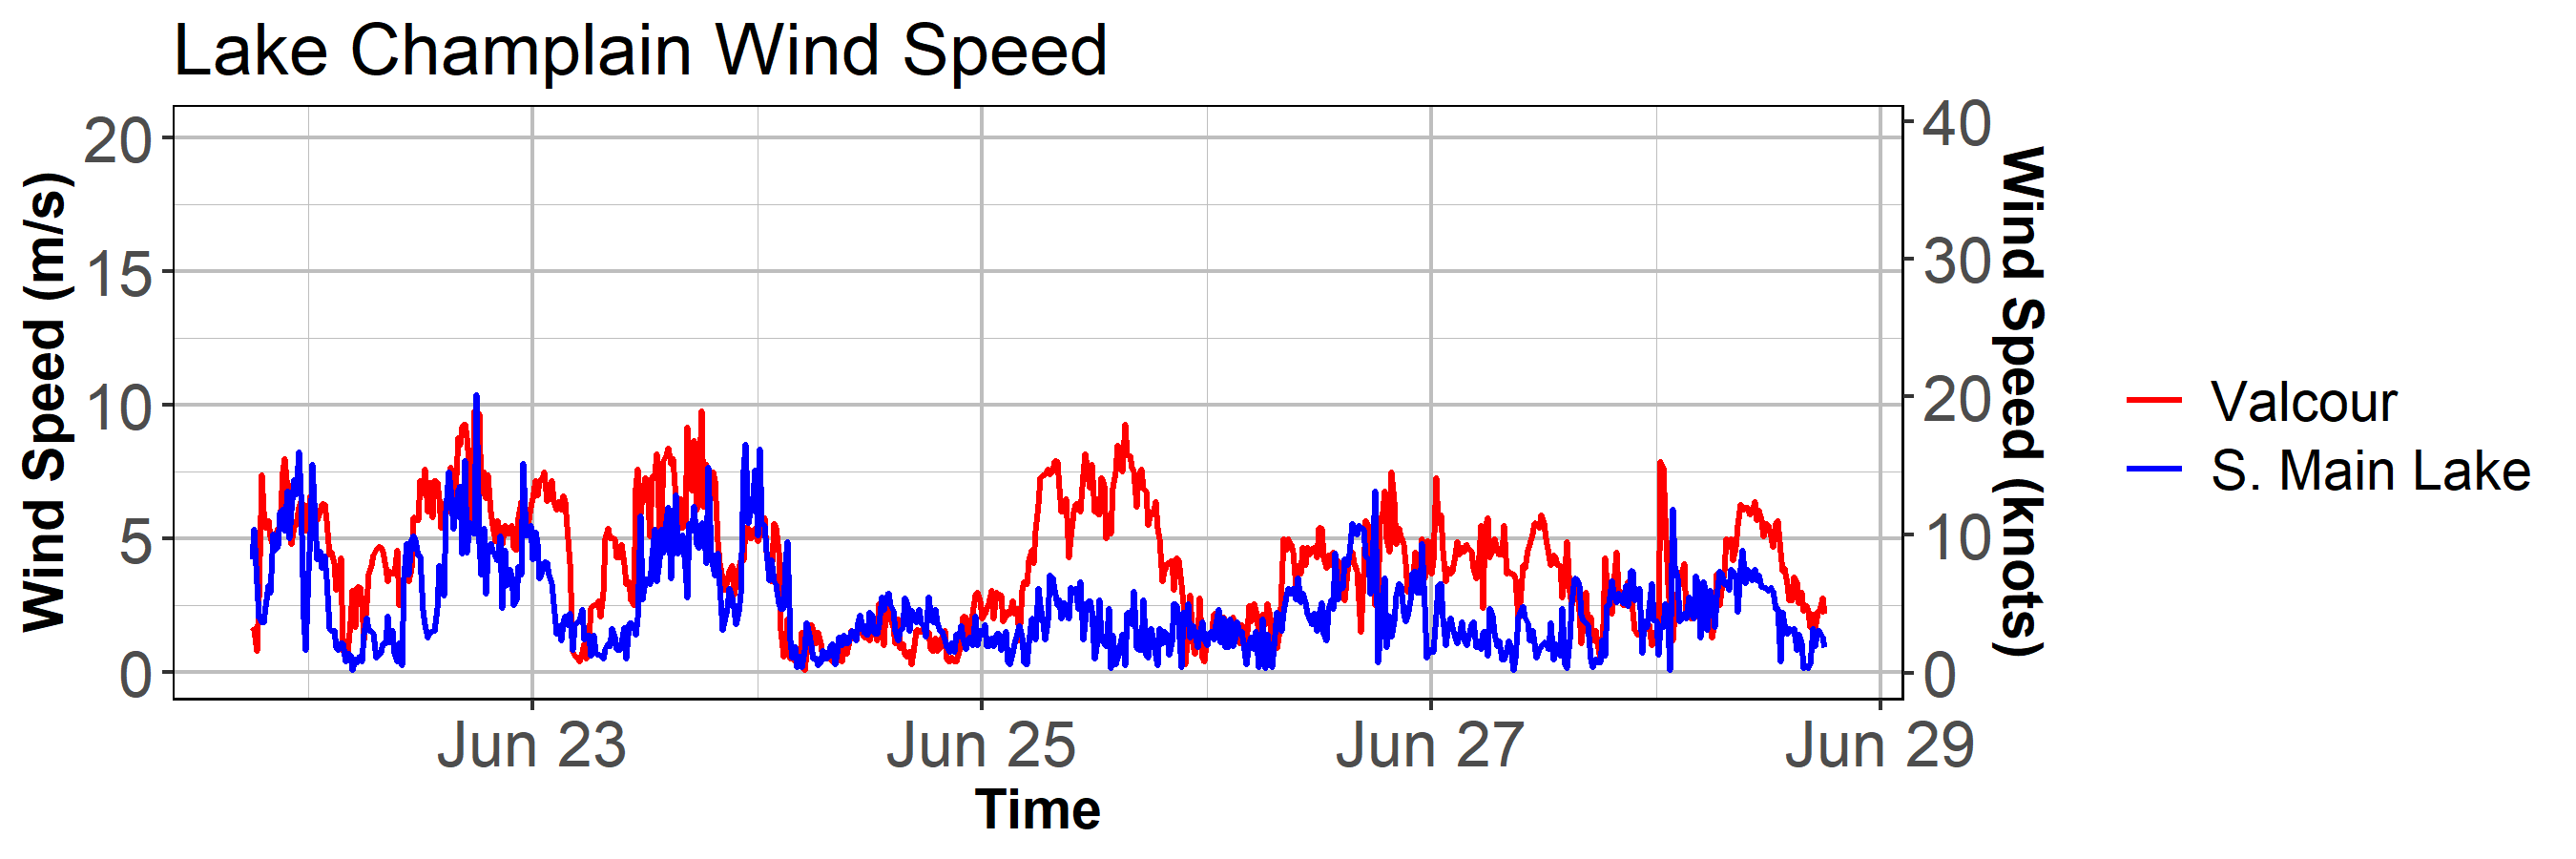 Lake Champlain Wind Speed
Wind Speed (m/s)
20
15
10
5
0
40
30
20
10
0
Wind Speed (knots)
Jun 23
Jun 25
Jun 27
Jun 29
Time
Valcour
S. Main Lake